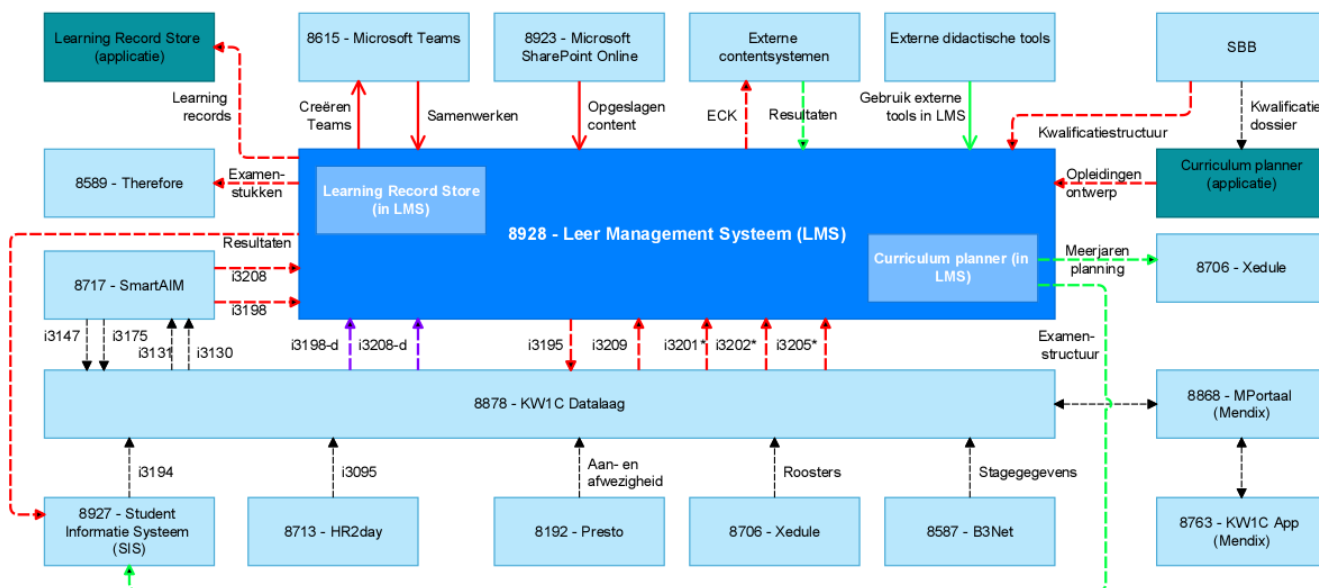 Learning Record Store
(applicatie)
8615 - Microsoft Teams
8923 - Microsoft
SharePoint Online
Externe
contentsystemen
Externe didactische tools
SBB
Learning
records
Creëren
Teams
Samenwerken
Opgeslagen
content
ECK
Resultaten
Gebruik externe
tools in LMS
Kwalificatiestructuur
Kwalificatie
dossier
8589 - Therefore
Examen-
stukken
Learning Record Store
(in LMS)
8928 - Leer Management Systeem (LMS)
Curriculum planner (in
LMS)
Opleidingen
ontwerp
Curriculum planner
(applicatie)
Resultaten
8717 - SmartAIM
i3208
i3198
Meerjaren
planning
8706 - Xedule
i3147
i3175
i3131
i3130
i3198-d
i3208-d
i3195
i3209
i3201*
i3202*
i3205*
Examen-
structuur
8878 - KW1C Datalaag
8868 - MPortaal
(Mendix)
i3194
i3095
Aan- en
afwezigheid
Roosters
Stagegegevens
8927 - Student
Informatie Systeem
(SIS)
8713 - HR2day
8192 - Presto
8706 - Xedule
8587 - B3Net
8763 - KW1C App
(Mendix)